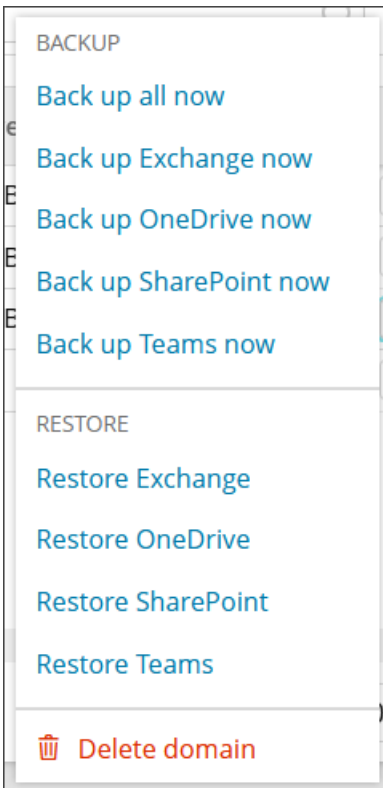 BACKUP
Back up all now
Back up Exchange now
Back up OneDrive now
Back up SharePoint now
Back up Teams now
RESTORE
Restore Exchange
Restore OneDrive
Restore SharePoint
Restore Teams
Delete domain